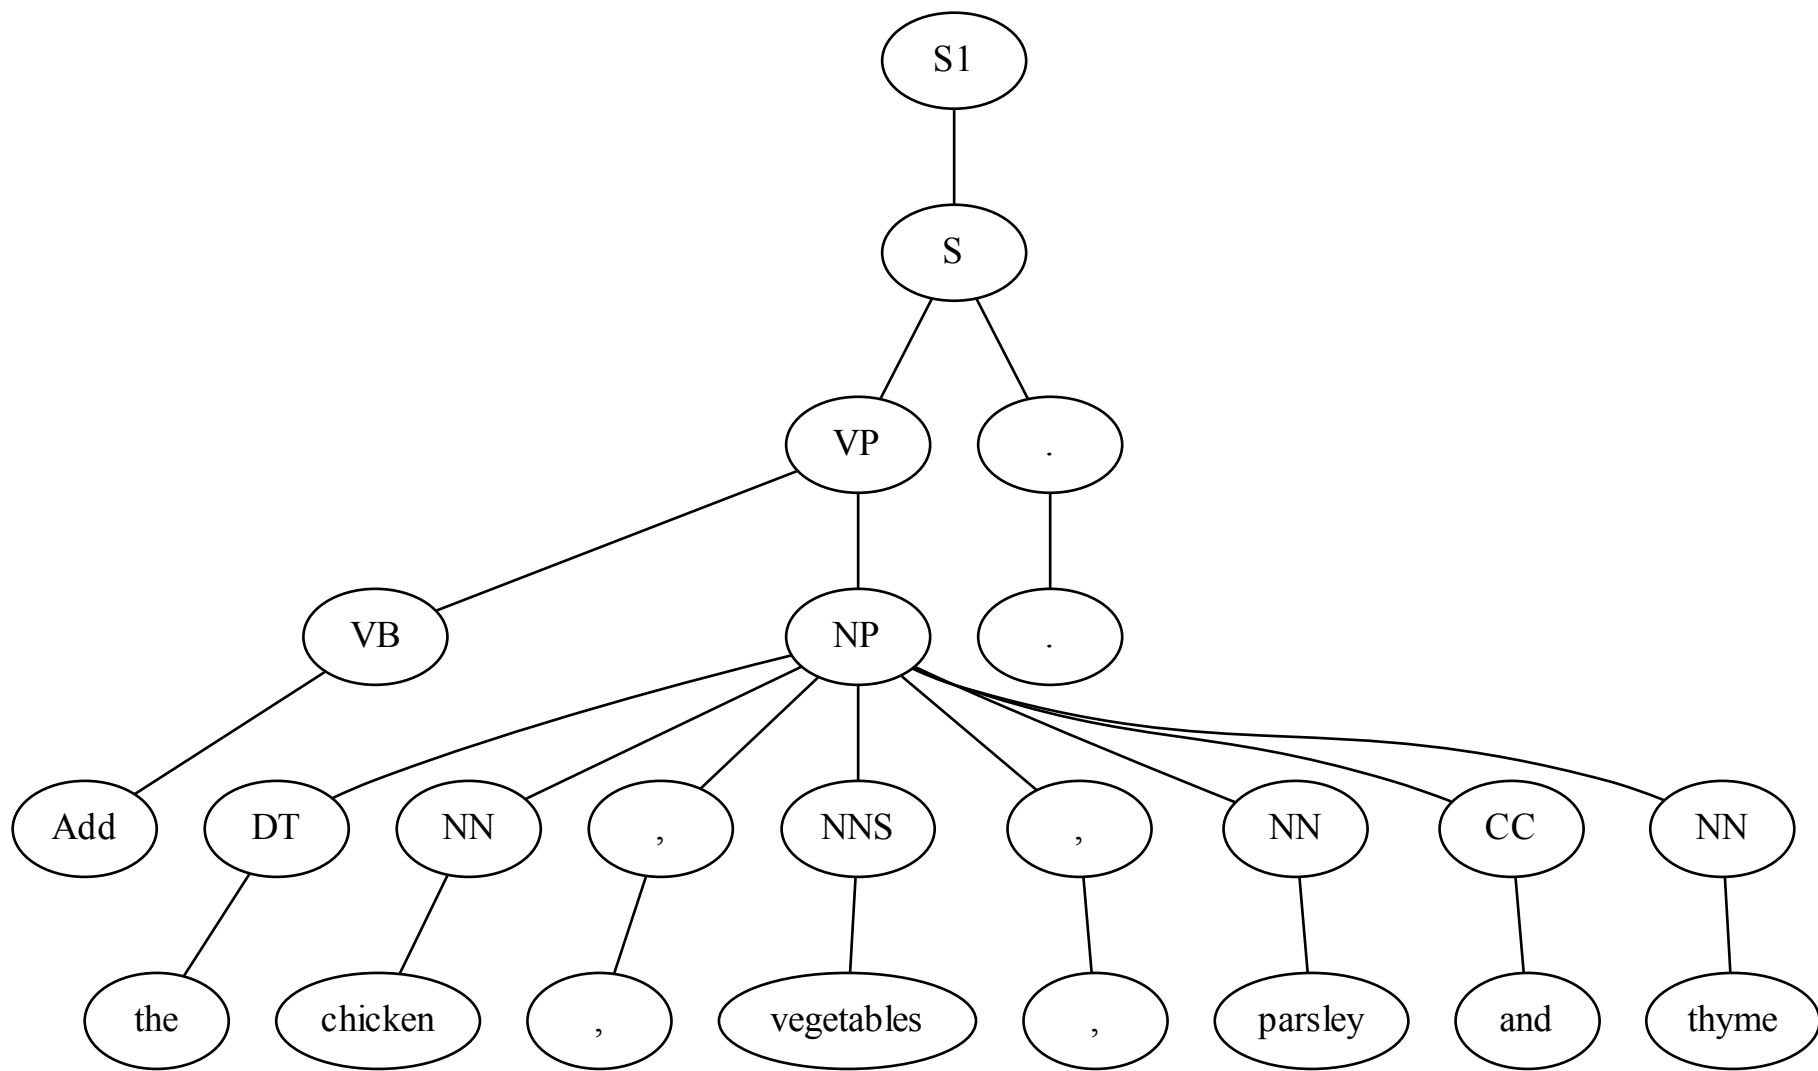 S1
S
VP .
VB NP .
Add DT NN , NNS , NN CC NN
the chicken , vegetables , parsley and thyme